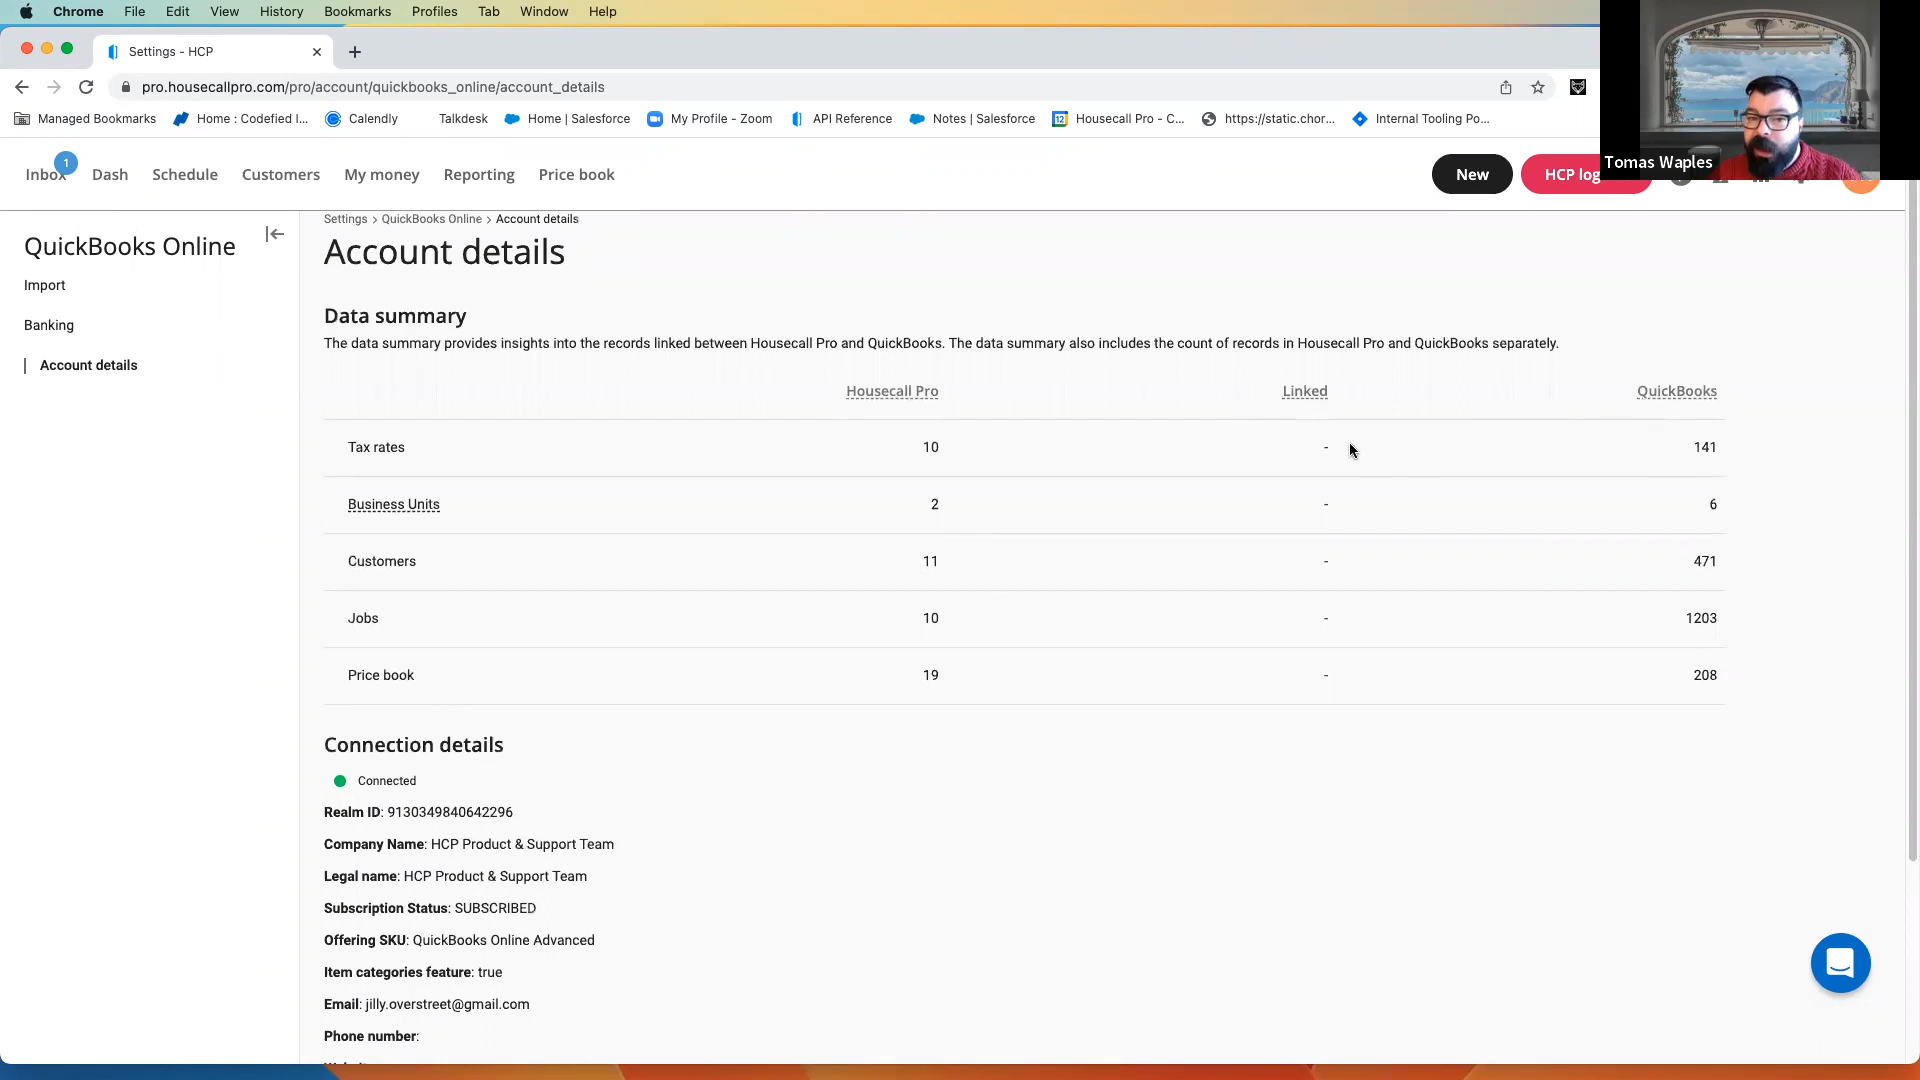 Chrome File Edit View History Bookmarks Profiles Tab Window Help
Settings - HCP
pro.housecallpro.com/pro/account/quickbooks_online/account_details
Managed Bookmarks Home : Codefied I... Calendly Talkdesk Home | Salesforce My Profile - Zoom API Reference Notes | Salesforce 12 Housecall Pro - C... https://static.chor... Internal Tooling Po...
Tomas Waples
Inbox 1 Dash Schedule Customers My money Reporting Price book New HCP log
QuickBooks Online
Import
Banking
Account details
Settings > QuickBooks Online > Account details
Account details
Data summary
The data summary provides insights into the records linked between Housecall Pro and QuickBooks. The data summary also includes the count of records in Housecall Pro and QuickBooks separately.
Housecall Pro Linked QuickBooks
Tax rates 10 - 141
Business Units 2 - 6
Customers 11 - 471
Jobs 10 - 1203
Price book 19 - 208
Connection details
Connected
Realm ID: 9130349840642296
Company Name: HCP Product & Support Team
Legal name: HCP Product & Support Team
Subscription Status: SUBSCRIBED
Offering SKU: QuickBooks Online Advanced
Item categories feature: true
Email: jilly.overstreet@gmail.com
Phone number: